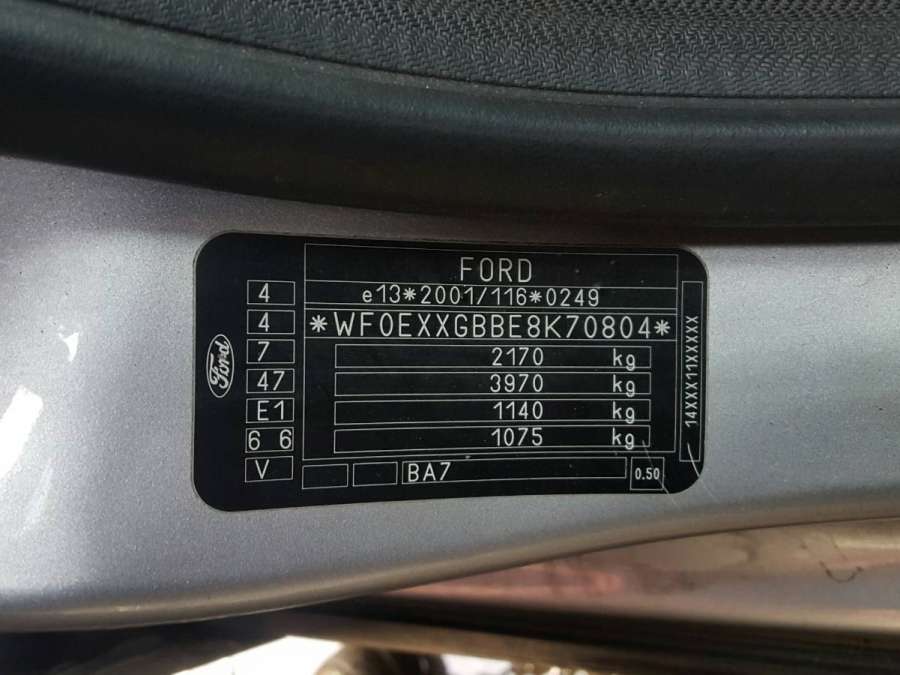 FORD
e13*2001/116*0249
*WF0EXXGBBE8K70804*
2170 kg
3970 kg
1140 kg
1075 kg
BA7
0.50
4
4
7
47
E1
6 6
V
Ford
14XXX11XXXXX